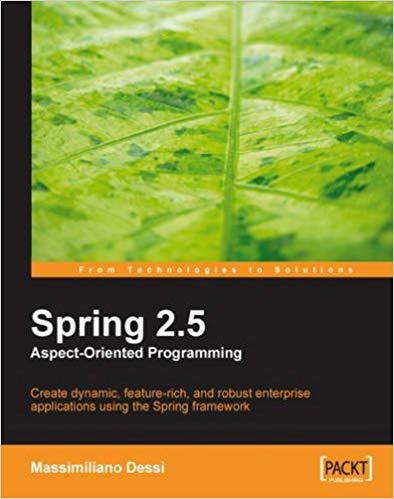 From Technologies to Solutions
Spring 2.5
Aspect-Oriented Programming
Create dynamic, feature-rich, and robust enterprise
applications using the Spring framework
Massimiliano Dessi
PACKT
PUBLISHING